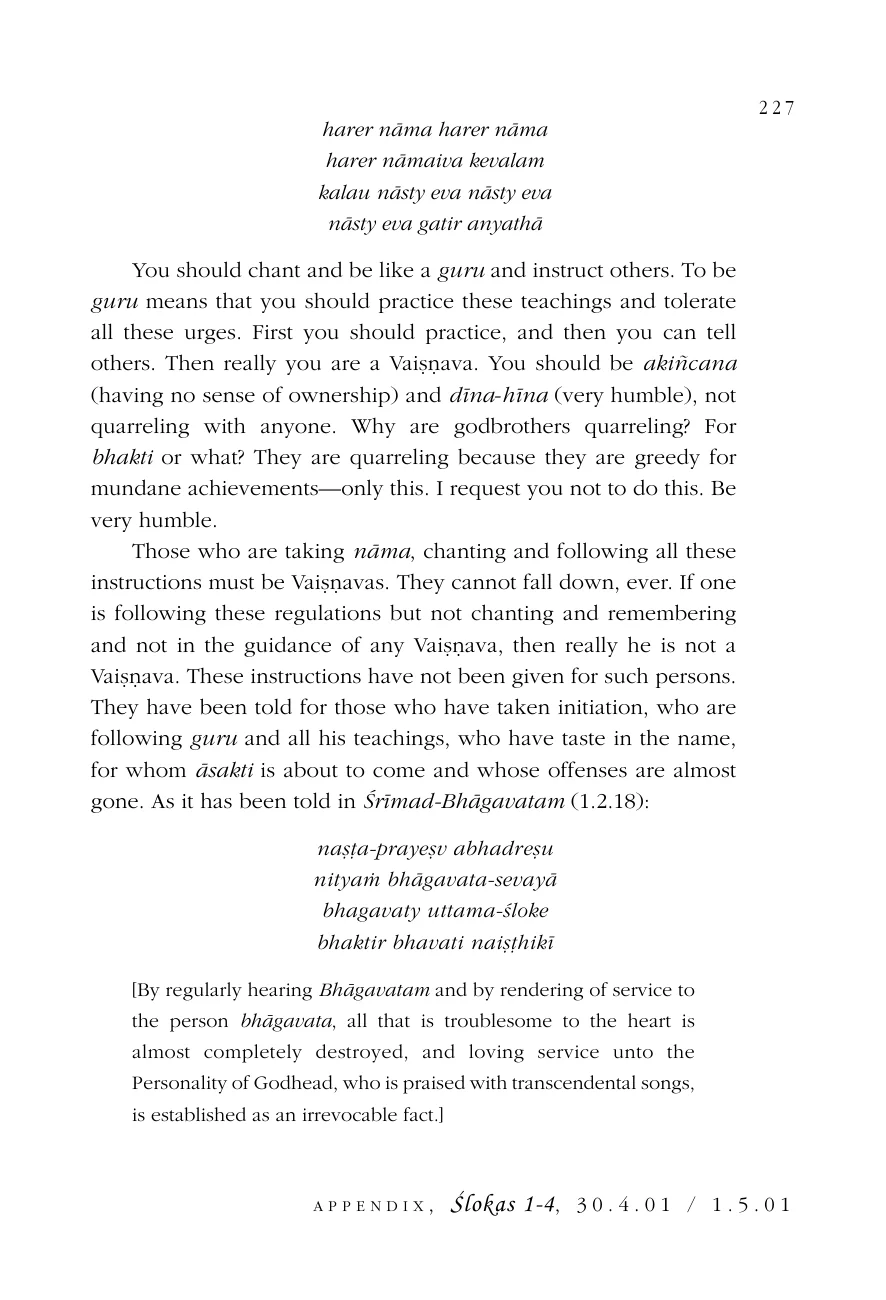 227
harer nāma harer nāma
harer nāmaiva kevalam
kalau nāsty eva nāsty eva
nāsty eva gatir anyathā
You should chant and be like a guru and instruct others. To be
guru means that you should practice these teachings and tolerate
all these urges. First you should practice, and then you can tell
others. Then really you are a Vaiṣṇava. You should be akiñcana
(having no sense of ownership) and dīna-hīna (very humble), not
quarreling with anyone. Why are godbrothers quarreling? For
bhakti or what? They are quarreling because they are greedy for
mundane achievements—only this. I request you not to do this. Be
very humble.
Those who are taking nāma, chanting and following all these
instructions must be Vaiṣṇavas. They cannot fall down, ever. If one
is following these regulations but not chanting and remembering
and not in the guidance of any Vaiṣṇava, then really he is not a
Vaiṣṇava. These instructions have not been given for such persons.
They have been told for those who have taken initiation, who are
following guru and all his teachings, who have taste in the name,
for whom āsakti is about to come and whose offenses are almost
gone. As it has been told in Śrīmad-Bhāgavatam (1.2.18):
naṣṭa-prayeṣv abhadreṣu
nityaṁ bhāgavata-sevayā
bhagavaty uttama-śloke
bhaktir bhavati naiṣṭhikī
[By regularly hearing Bhāgavatam and by rendering of service to
the person bhāgavata, all that is troublesome to the heart is
almost completely destroyed, and loving service unto the
Personality of Godhead, who is praised with transcendental songs,
is established as an irrevocable fact.]
APPENDIX, Ślokas 1-4, 30.4.01 / 1.5.01